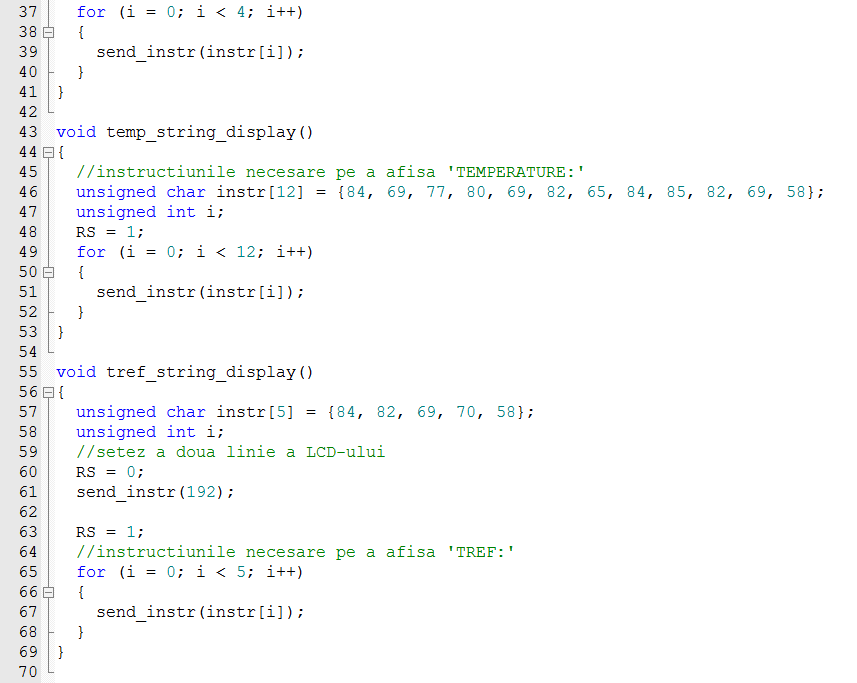 37 for (i = 0; i < 4; i++)
38 {
39 send_instr(instr[i]);
40 }
41 }
42
43 void temp_string_display()
44 {
45 //instructiunile necesare pe a afisa 'TEMPERATURE:'
46 unsigned char instr[12] = {84, 69, 77, 80, 69, 82, 65, 84, 85, 82, 69, 58};
47 unsigned int i;
48 RS = 1;
49 for (i = 0; i < 12; i++)
50 {
51 send_instr(instr[i]);
52 }
53 }
54
55 void tref_string_display()
56 {
57 unsigned char instr[5] = {84, 82, 69, 70, 58};
58 unsigned int i;
59 //setez a doua linie a LCD-ului
60 RS = 0;
61 send_instr(192);
62
63 RS = 1;
64 //instructiunile necesare pe a afisa 'TREF:'
65 for (i = 0; i < 5; i++)
66 {
67 send_instr(instr[i]);
68 }
69 }
70